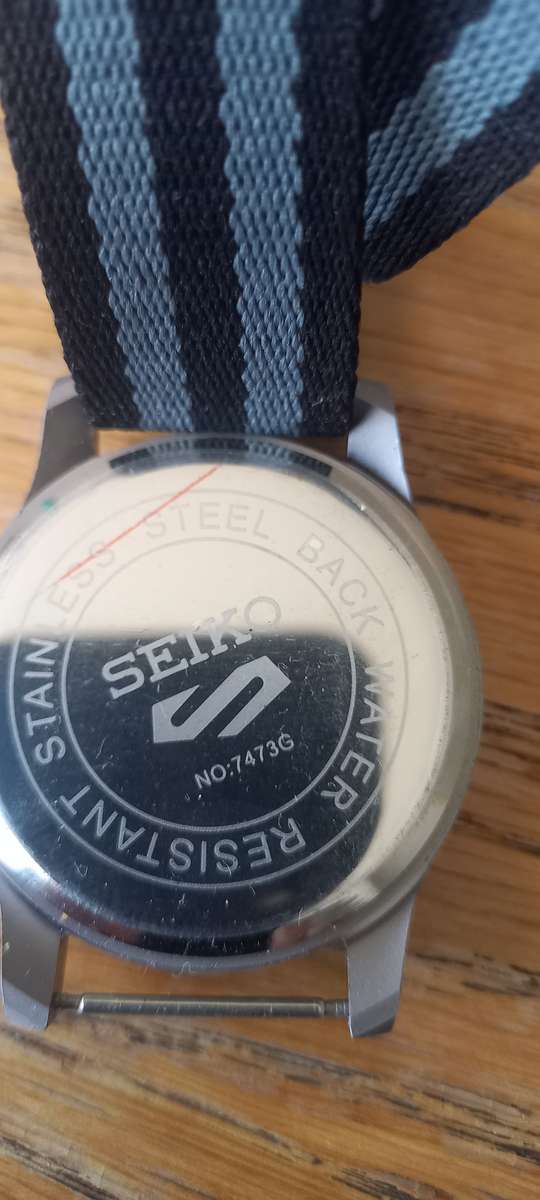 STAINLESS STEEL BACK WATER RESISTANT
SEIKO
S
NO:7473G